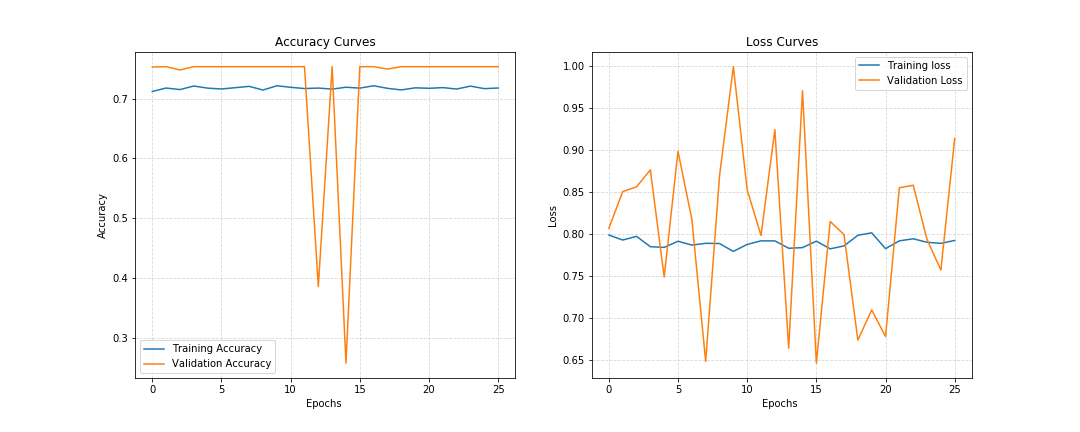 Accuracy Curves
Accuracy
0.7
0.6
0.5
0.4
0.3
Training Accuracy
Validation Accuracy
0 5 10 15 20 25
Epochs
Loss Curves
Loss
1.00
0.95
0.90
0.85
0.80
0.75
0.70
0.65
Training loss
Validation Loss
0 5 10 15 20 25
Epochs